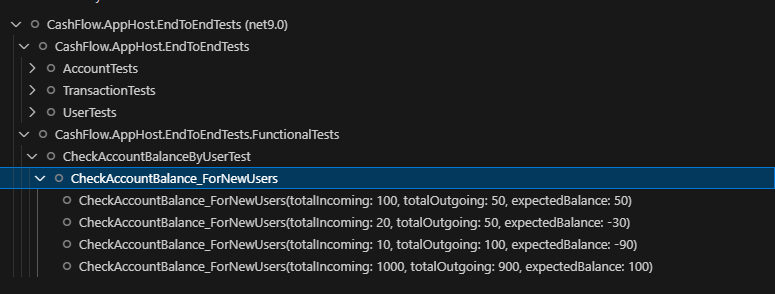 CashFlow.AppHost.EndToEndTests (net9.0)
CashFlow.AppHost.EndToEndTests
AccountTests
TransactionTests
UserTests
CashFlow.AppHost.EndToEndTests.FunctionalTests
CheckAccountBalanceByUserTest
CheckAccountBalance_ForNewUsers
CheckAccountBalance_ForNewUsers(totalIncoming: 100, totalOutgoing: 50, expectedBalance: 50)
CheckAccountBalance_ForNewUsers(totalIncoming: 20, totalOutgoing: 50, expectedBalance: -30)
CheckAccountBalance_ForNewUsers(totalIncoming: 10, totalOutgoing: 100, expectedBalance: -90)
CheckAccountBalance_ForNewUsers(totalIncoming: 1000, totalOutgoing: 900, expectedBalance: 100)